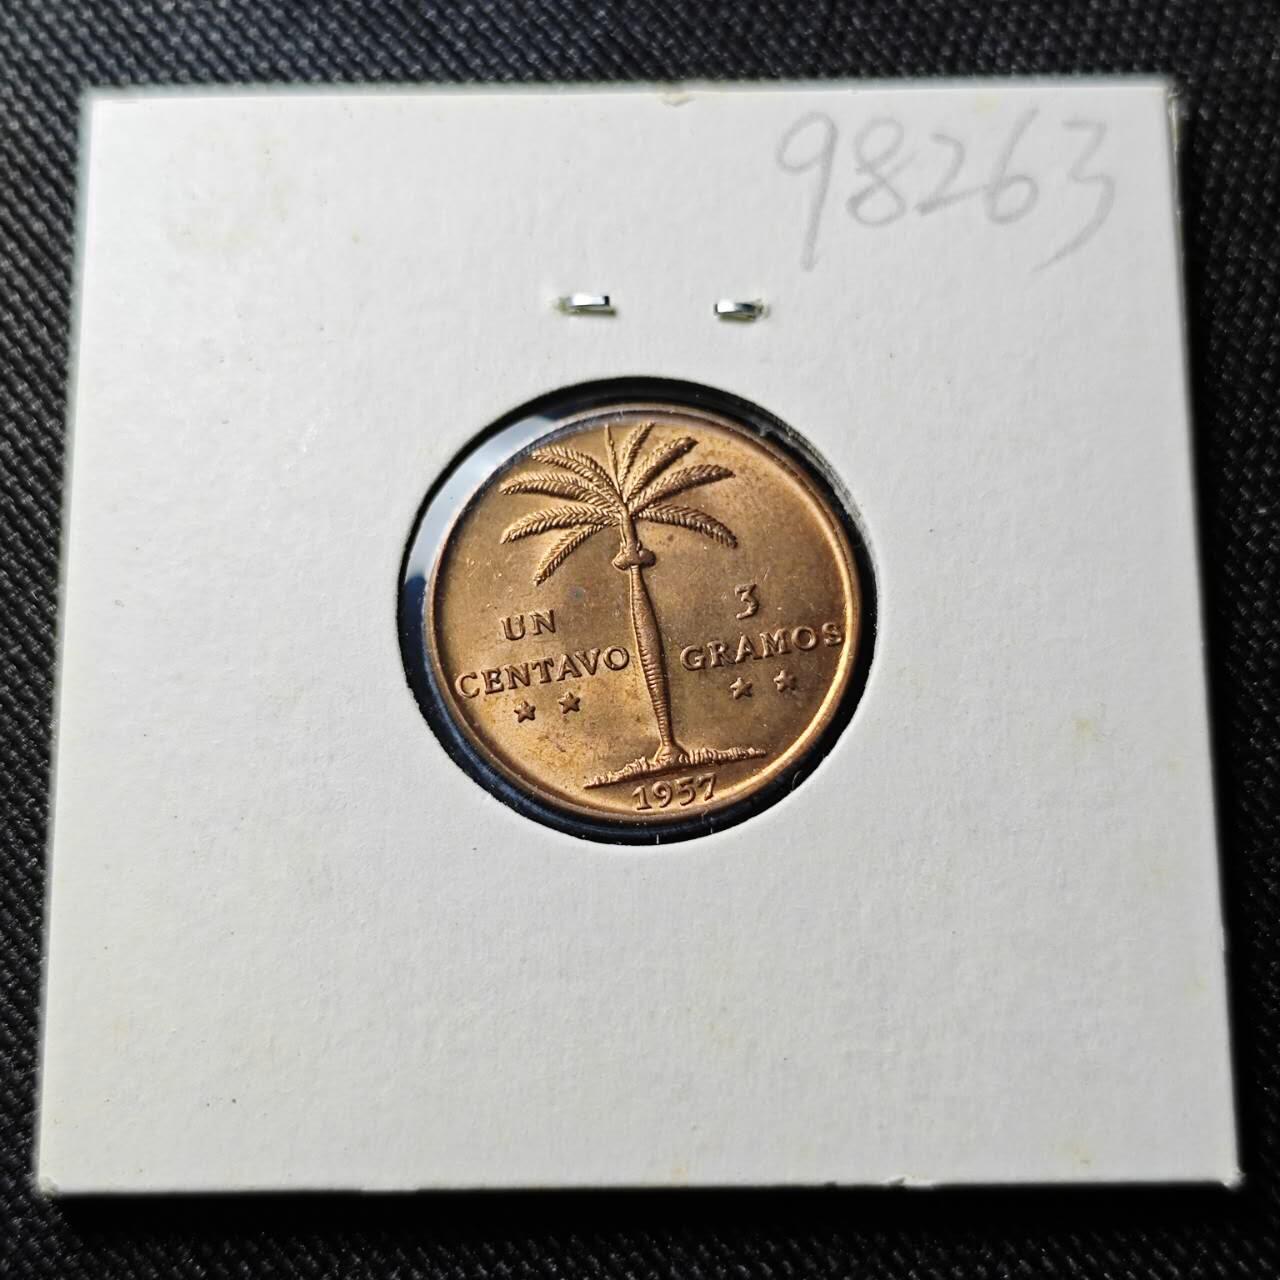 98263
UN
CENTAVO
3
GRAMOS
1957